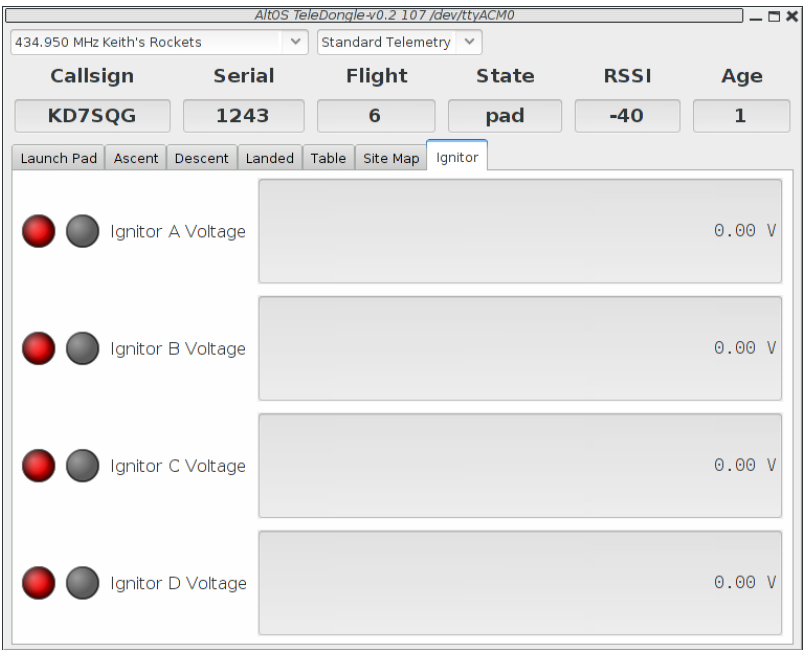 AltOS TeleDongle-v0.2 107 /dev/ttyACM0
434.950 MHz Keith's Rockets Standard Telemetry
Callsign Serial Flight State RSSI Age
KD7SQG 1243 6 pad -40 1
Launch Pad Ascent Descent Landed Table Site Map Ignitor
Ignitor A Voltage 0.00 V
Ignitor B Voltage 0.00 V
Ignitor C Voltage 0.00 V
Ignitor D Voltage 0.00 V